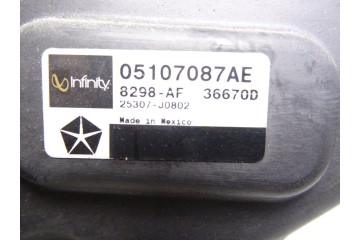 Infinity 05107087AE
8298-AF 36670D
25307-J0802
Made in Mexico